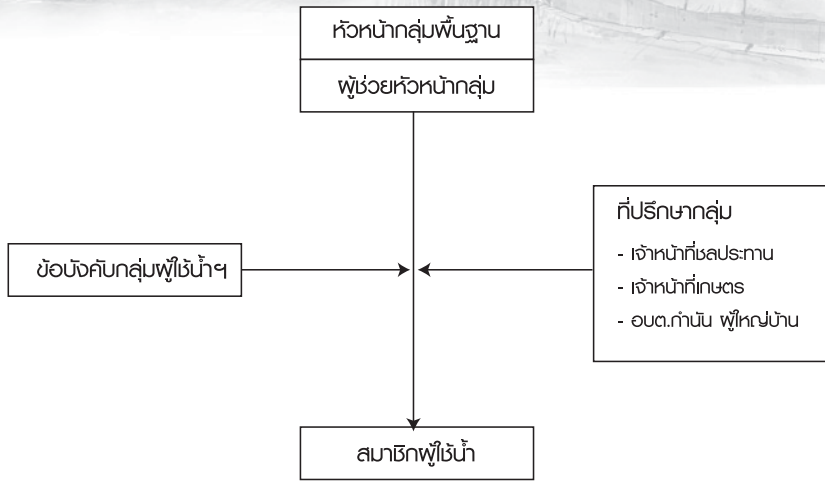 หัวหน้ากลุ่มพื้นฐาน
ผู้ช่วยหัวหน้ากลุ่ม
ข้อบังคับกลุ่มผู้ใช้น้ำฯ
ที่ปรึกษากลุ่ม
- เจ้าหน้าที่ชลประทาน
- เจ้าหน้าที่เกษตร
- อบต.กำนัน ผู้ใหญ่บ้าน
สมาชิกผู้ใช้น้ำ